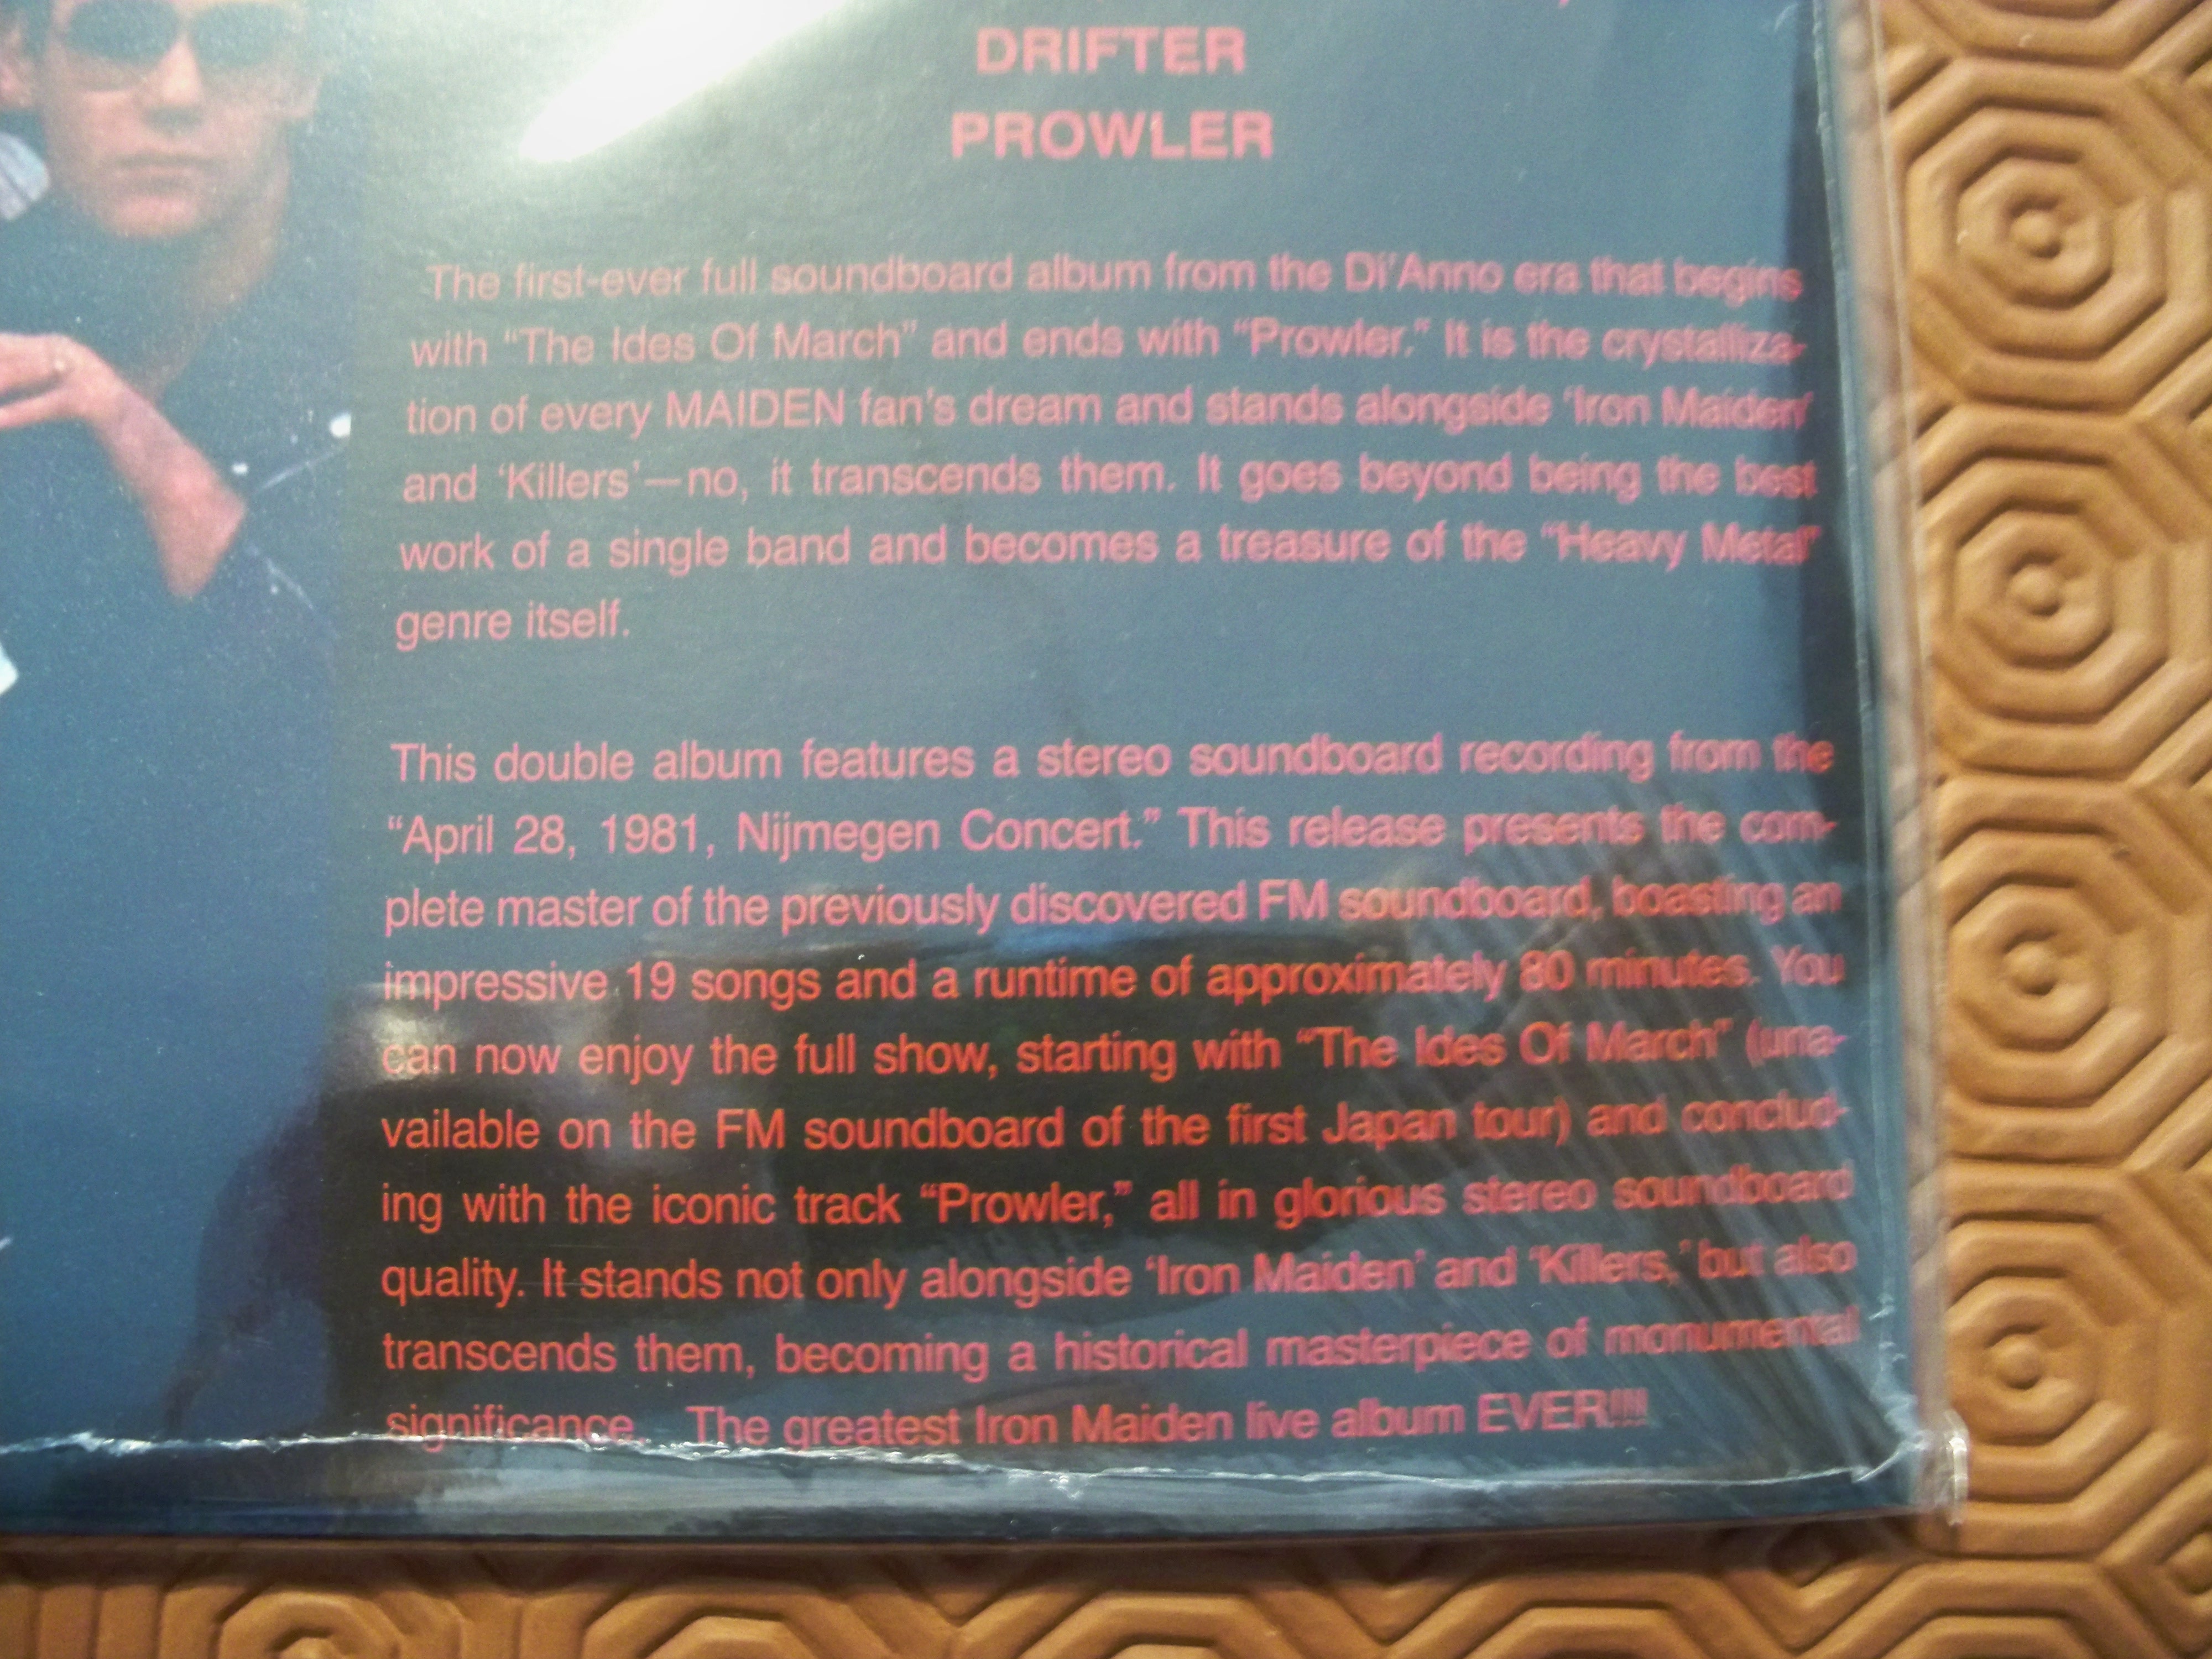 DRIFTER
PROWLER
The first-ever full soundboard album from the Di'Anno era that begins
with “The Ides Of March” and ends with “Prowler.” It is the crystalliza-
tion of every MAIDEN fan's dream and stands alongside ‘Iron Maiden’
and ‘Killers’—no, it transcends them. It goes beyond being the best
work of a single band and becomes a treasure of the “Heavy Metal”
genre itself.
This double album features a stereo soundboard recording from the
“April 28, 1981, Nijmegen Concert.” This release presents the com-
plete master of the previously discovered FM soundboard, boasting an
impressive 19 songs and a runtime of approximately 80 minutes. You
can now enjoy the full show, starting with “The Ides Of March” (una-
vailable on the FM soundboard of the first Japan tour) and conclud-
ing with the iconic track “Prowler,” all in glorious stereo soundboard
quality. It stands not only alongside ‘Iron Maiden’ and ‘Killers,’ but also
transcends them, becoming a historical masterpiece of monumental
significance. The greatest Iron Maiden live album EVER!!!!